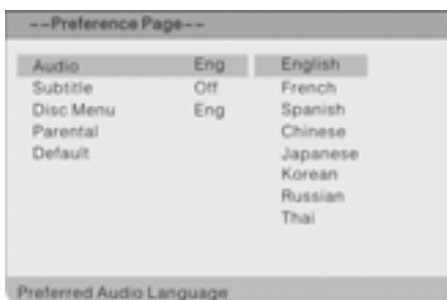 --Preference Page--
Audio Eng English
Subtitle Off French
Disc Menu Eng Spanish
Parental Chinese
Default Japanese
Korean
Russian
Thai
Preferred Audio Language